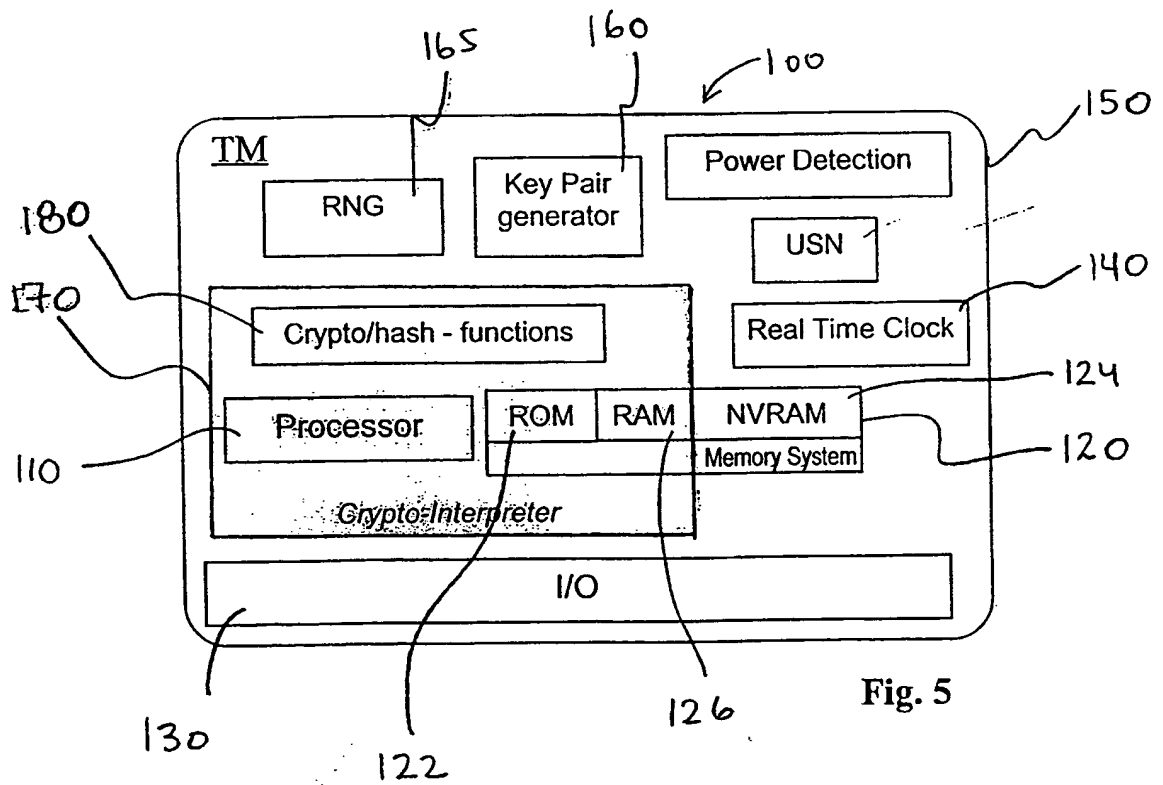 165
160
100
150
TM
Power Detection
RNG
Key Pair
generator
180
USN
140
170
Crypto/hash - functions
Real Time Clock
124
Processor
ROM
RAM
NVRAM
110
Memory System
120
Crypto-Interpreter
I/O
Fig. 5
130
122
126